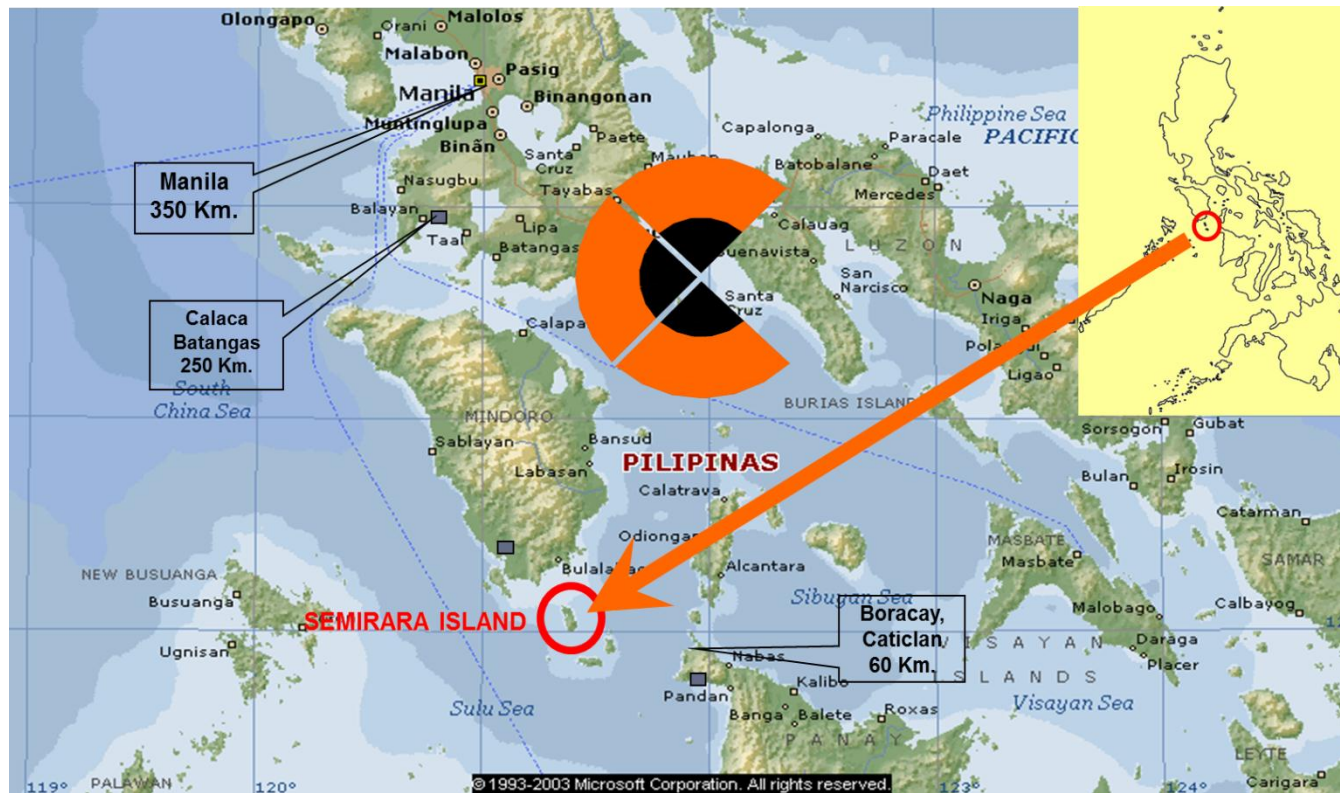 Olongapo
Orani
Malolos
Malabon
Pasig
Manila
Binangonan
Muntinglupa
Biñan
Paete
Santa
Cruz
Mauban
Tayabas
Capalonga
Philippine Sea
PACIFIC
Paracale
Batobalane
Daet
Mercedes
Manila
350 Km.
Nasugbu
Balayan
Taal
Lipa
Batangas
Calauag
Buenavista
LUZON
San
Narciso
Santa
Cruz
Naga
Iriga
Ligao
Calaca
Batangas
250 Km.
South
China Sea
MINDORO
BURIAS ISLAND
Sorsogon
Gubat
Sablayan
Bansud
Labasan
PILIPINAS
Calatrava
Bulan
Irosin
Catarman
Odiongan
MASBATE
Masbate
SAMAR
NEW BUSUANGA
Busuanga
Alcantara
Sibuyan Sea
Malobago
Calbayog
SEMIRARA ISLAND
Boracay,
Caticlan
60 Km.
VISAYAN
ISLANDS
Ugnisan
Daraga
Placer
Nabas
Pandan
Kalibo
Visayan Sea
Sulu Sea
Banga
Balete
Roxas
PANAY
LEYTE
Carigara
PALAWAN
119°
120°
© 1993-2003 Microsoft Corporation. All rights reserved.
123°
124°